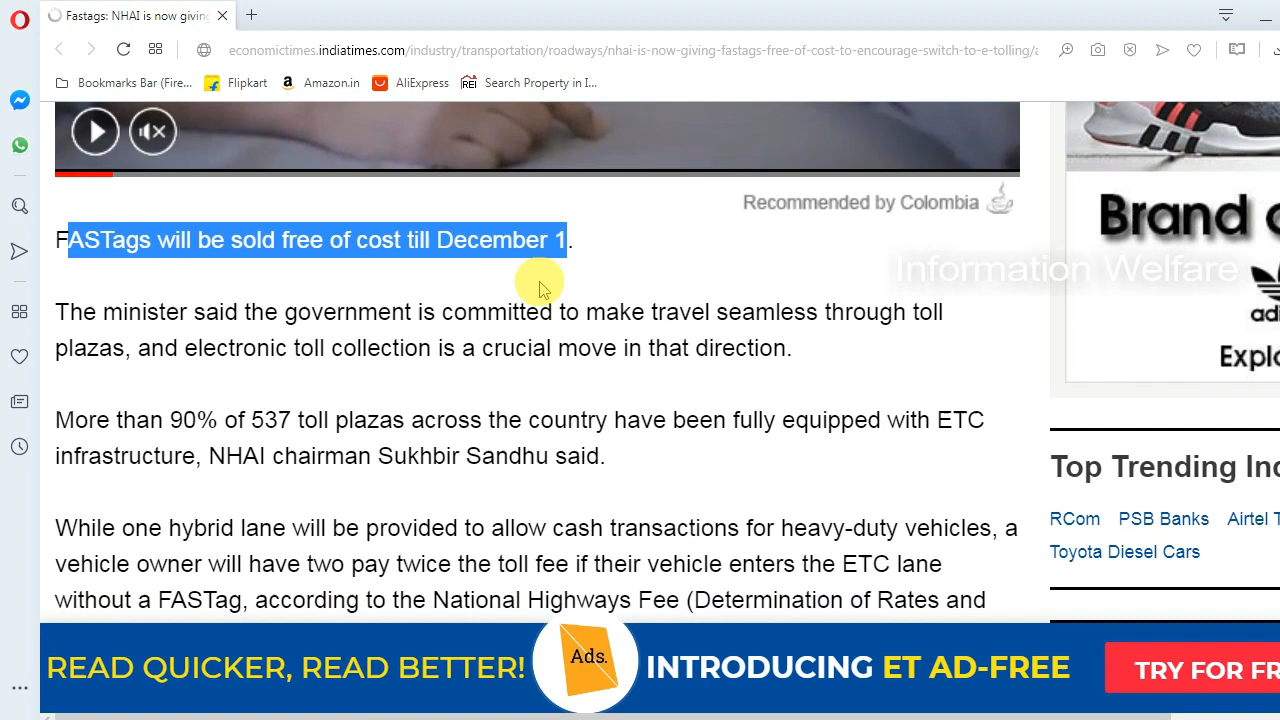 Fastags: NHAI is now giving
economictimes.indiatimes.com/industry/transportation/roadways/nhai-is-now-giving-fastags-free-of-cost-to-encourge-switch-to-e-tolling/a
Bookmarks Bar (Fire... Flipkart Amazon.in AliExpress REI Search Property in I...
Recommended by Colombia
FASTags will be sold free of cost till December 1.
The minister said the government is committed to make travel seamless through toll
plazas, and electronic toll collection is a crucial move in that direction.
More than 90% of 537 toll plazas across the country have been fully equipped with ETC
infrastructure, NHAI chairman Sukhbir Sandhu said.
While one hybrid lane will be provided to allow cash transactions for heavy-duty vehicles, a
vehicle owner will have two pay twice the toll fee if their vehicle enters the ETC lane
without a FASTag, according to the National Highways Fee (Determination of Rates and
Brand
Information Welfare
adi
Explo
Top Trending Ind
RCom PSB Banks Airtel T
Toyota Diesel Cars
READ QUICKER, READ BETTER! Ads. INTRODUCING ET AD-FREE TRY FOR FR